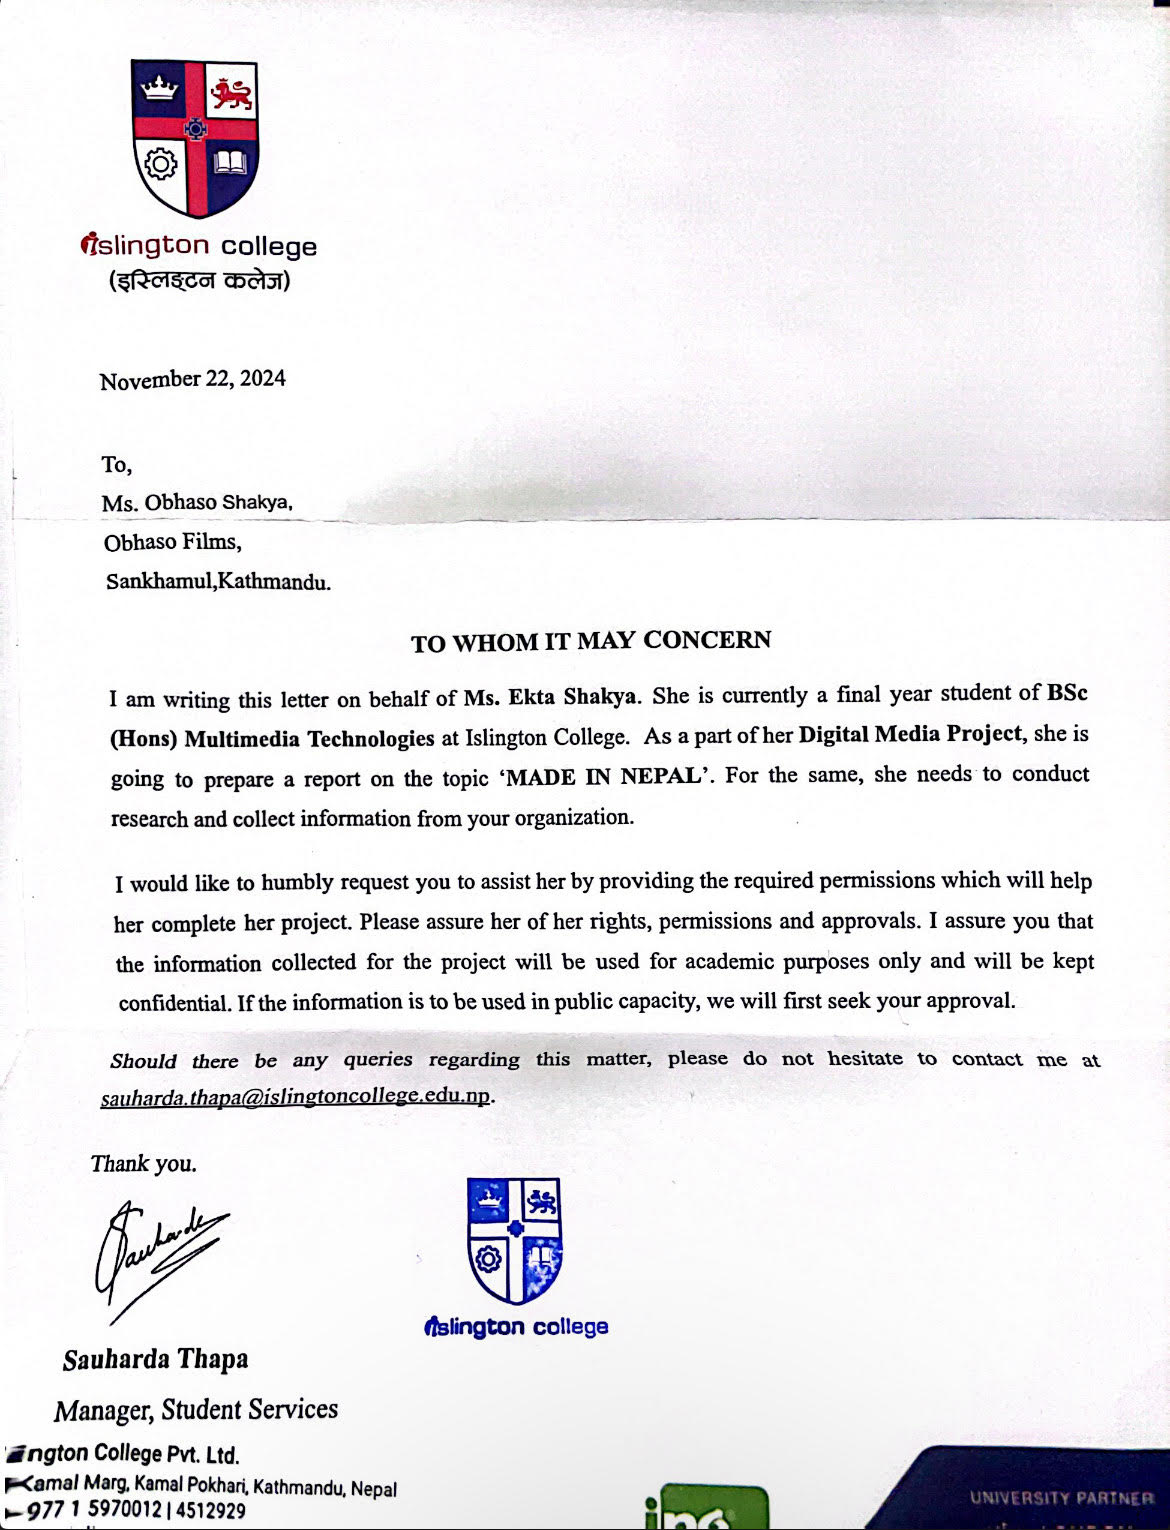 islington college
(इस्लिङ्टन कलेज)
November 22, 2024
To,
Ms. Obhaso Shakya,
Obhaso Films,
Sankhamul,Kathmandu.
TO WHOM IT MAY CONCERN
I am writing this letter on behalf of Ms. Ekta Shakya. She is currently a final year student of BSc
(Hons) Multimedia Technologies at Islington College. As a part of her Digital Media Project, she is
going to prepare a report on the topic ‘MADE IN NEPAL’. For the same, she needs to conduct
research and collect information from your organization.
I would like to humbly request you to assist her by providing the required permissions which will help
her complete her project. Please assure her of her rights, permissions and approvals. I assure you that
the information collected for the project will be used for academic purposes only and will be kept
confidential. If the information is to be used in public capacity, we will first seek your approval.
Should there be any queries regarding this matter, please do not hesitate to contact me at
sauharda.thapa@islingtoncollege.edu.np.
Thank you.
Sauharda
islington college
Sauharda Thapa
Manager, Student Services
ngton College Pvt. Ltd.
Kamal Marg, Kamal Pokhari, Kathmandu, Nepal
977 1 5970012 | 4512929
ing
UNIVERSITY PARTNER